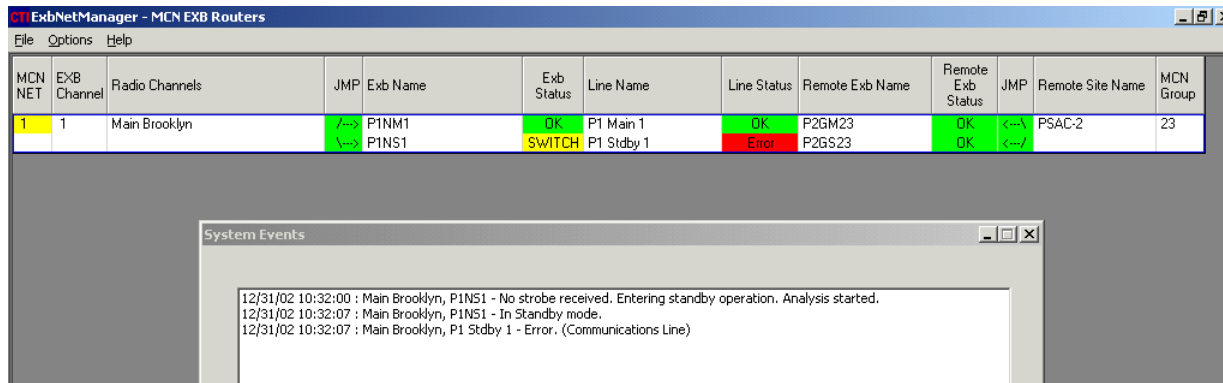 CTI ExbNetManager - MCN EXB Routers
File Options Help
MCN NET EXB Channel Radio Channels JMP Exb Name Exb Status Line Name Line Status Remote Exb Name Remote Exb Status JMP Remote Site Name MCN Group
1 1 Main Brooklyn /---> P1NM1 OK P1 Main 1 OK P2GM23 OK <---\ PSAC-2 23
\---> P1NS1 SWITCH P1 Stdby 1 Error P2GS23 OK <---/
System Events
12/31/02 10:32:00 : Main Brooklyn, P1NS1 - No strobe received. Entering standby operation. Analysis started.
12/31/02 10:32:07 : Main Brooklyn, P1NS1 - In Standby mode.
12/31/02 10:32:07 : Main Brooklyn, P1 Stdby 1 - Error. (Communications Line)